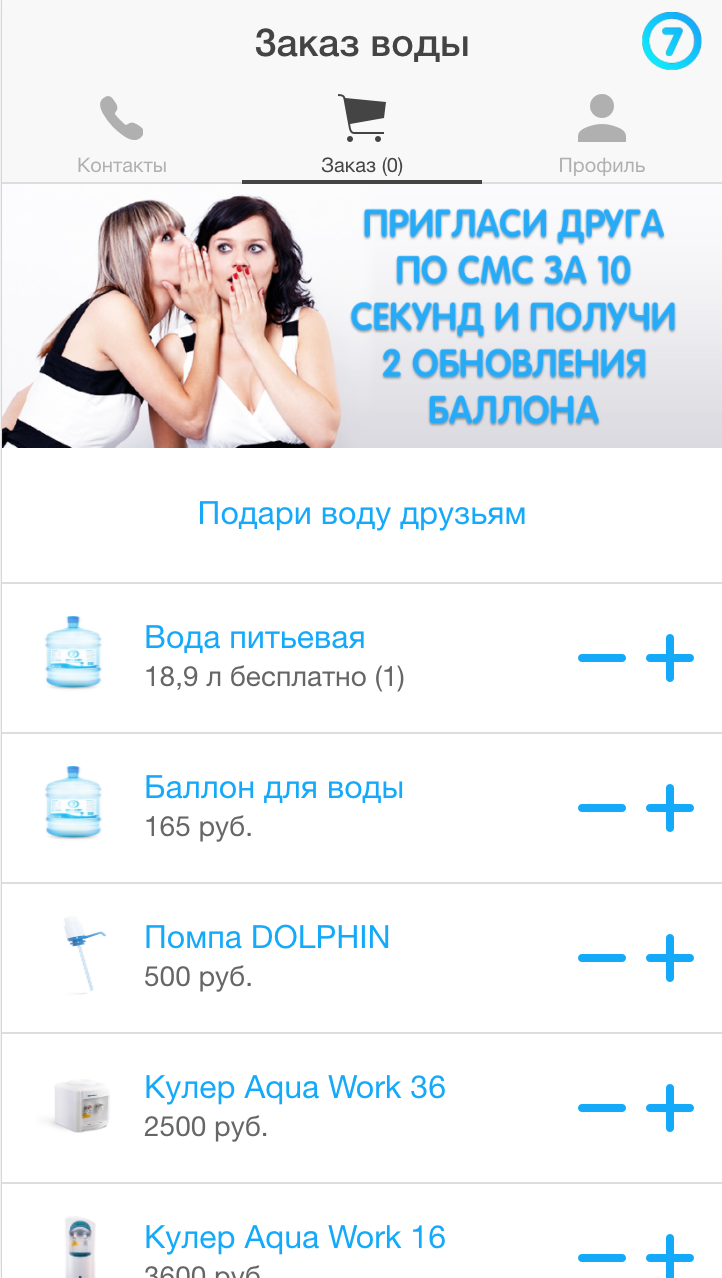 Заказ воды
7
Контакты
Заказ (0)
Профиль
ПРИГЛАСИ ДРУГА
ПО СМС ЗА 10
СЕКУНД И ПОЛУЧИ
2 ОБНОВЛЕНИЯ
БАЛЛОНА
Подари воду друзьям
Вода питьевая
18,9 л бесплатно (1)
Баллон для воды
165 руб.
Помпа DOLPHIN
500 руб.
Кулер Aqua Work 36
2500 руб.
Кулер Aqua Work 16
3600 руб.